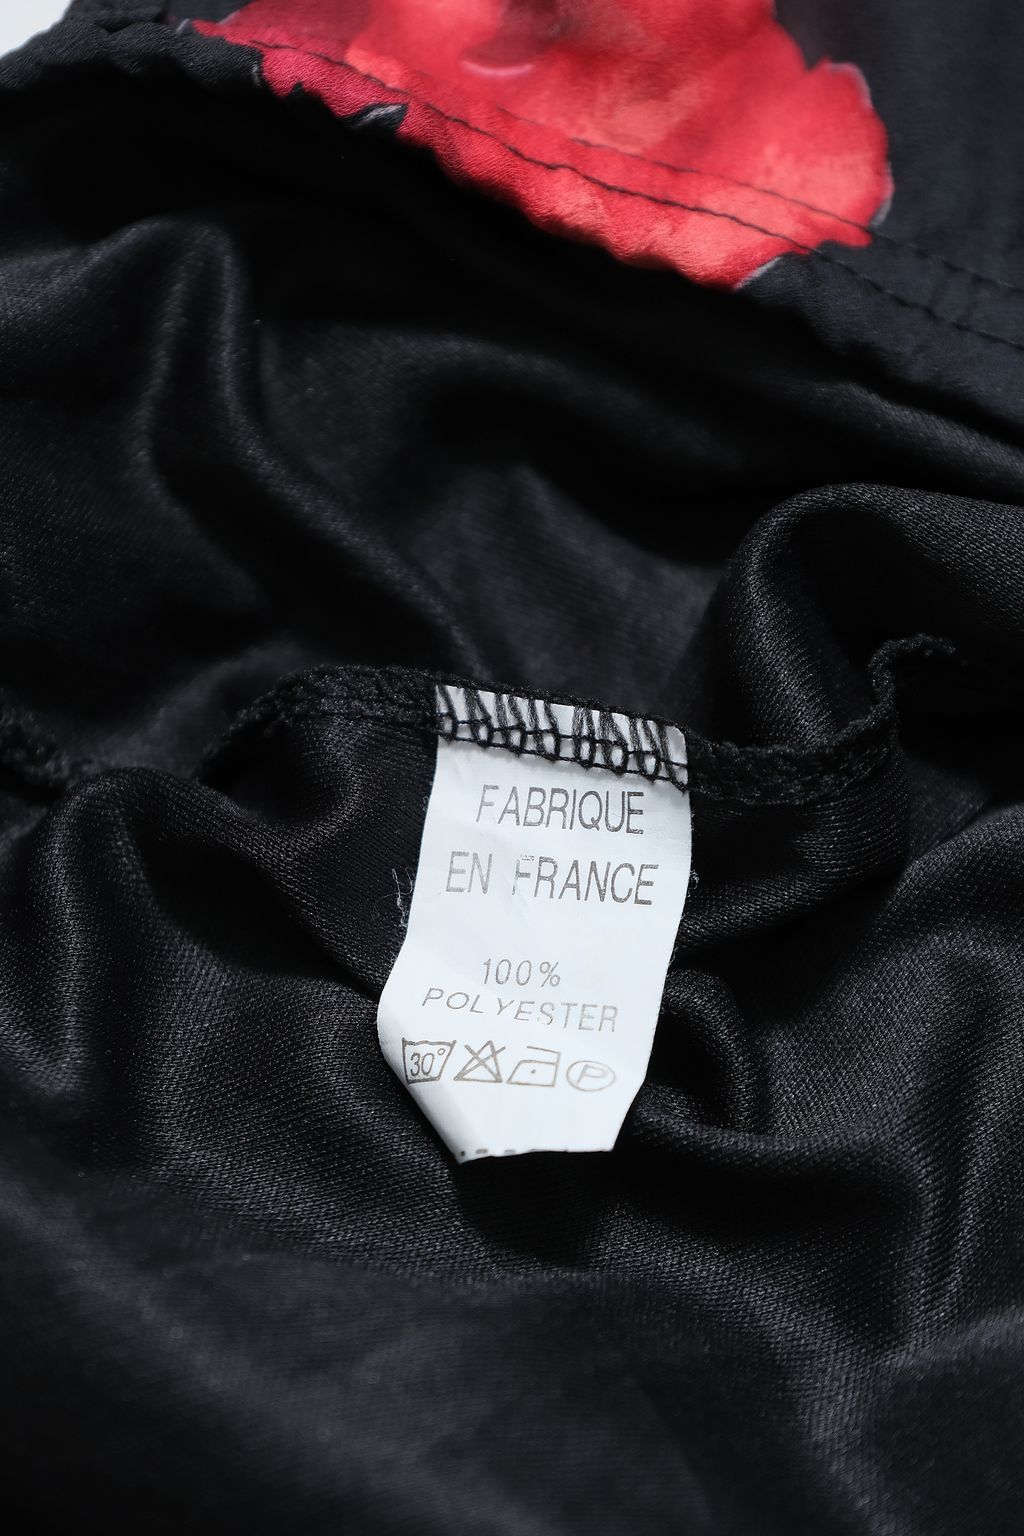 FABRIQUE
EN FRANCE
100%
POLYESTER
30° P